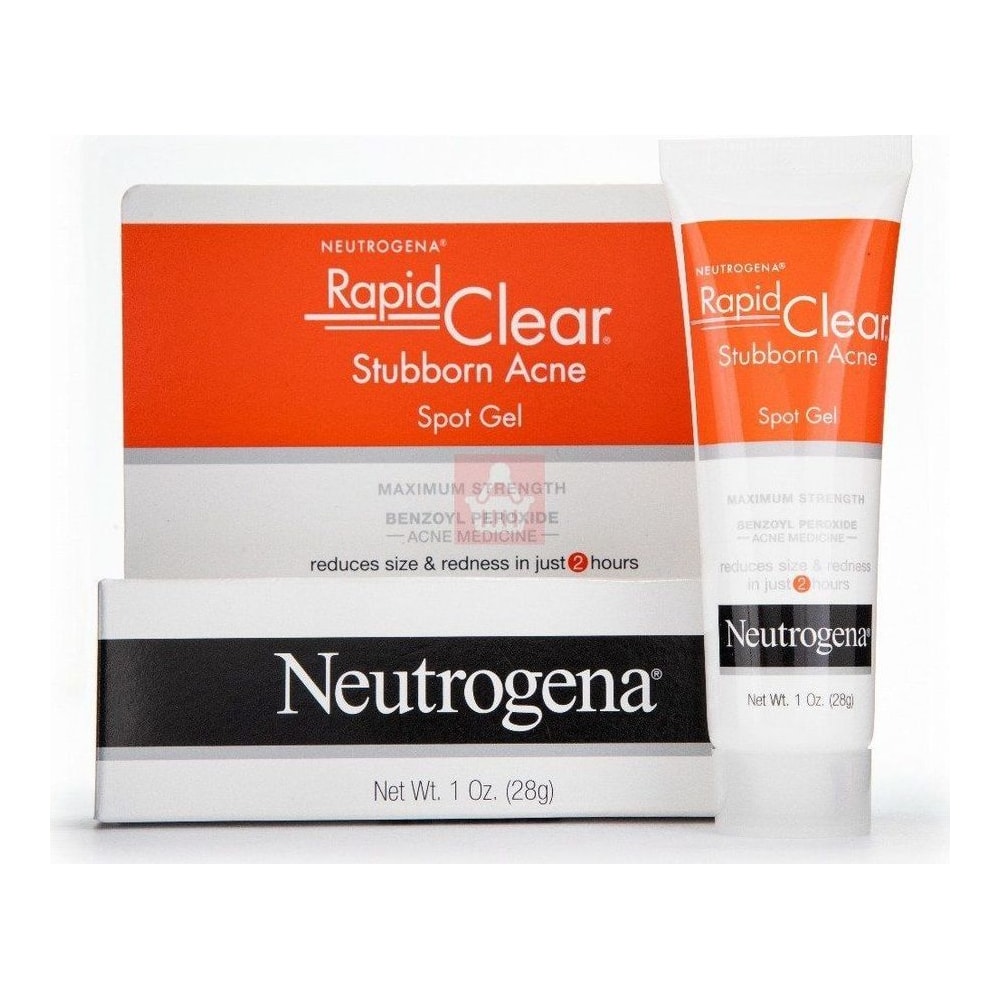 NEUTROGENA®
Rapid Clear®
Stubborn Acne
Spot Gel
MAXIMUM STRENGTH
BENZOYL PEROXIDE
— ACNE MEDICINE —
reduces size & redness in just 2 hours
Neutrogena®
Net Wt. 1 Oz. (28g)
NEUTROGENA®
Rapid Clear®
Stubborn Acne
Spot Gel
MAXIMUM STRENGTH
BENZOYL PEROXIDE
— ACNE MEDICINE —
reduces size & redness
in just 2 hours
Neutrogena®
Net Wt. 1 Oz. (28g)